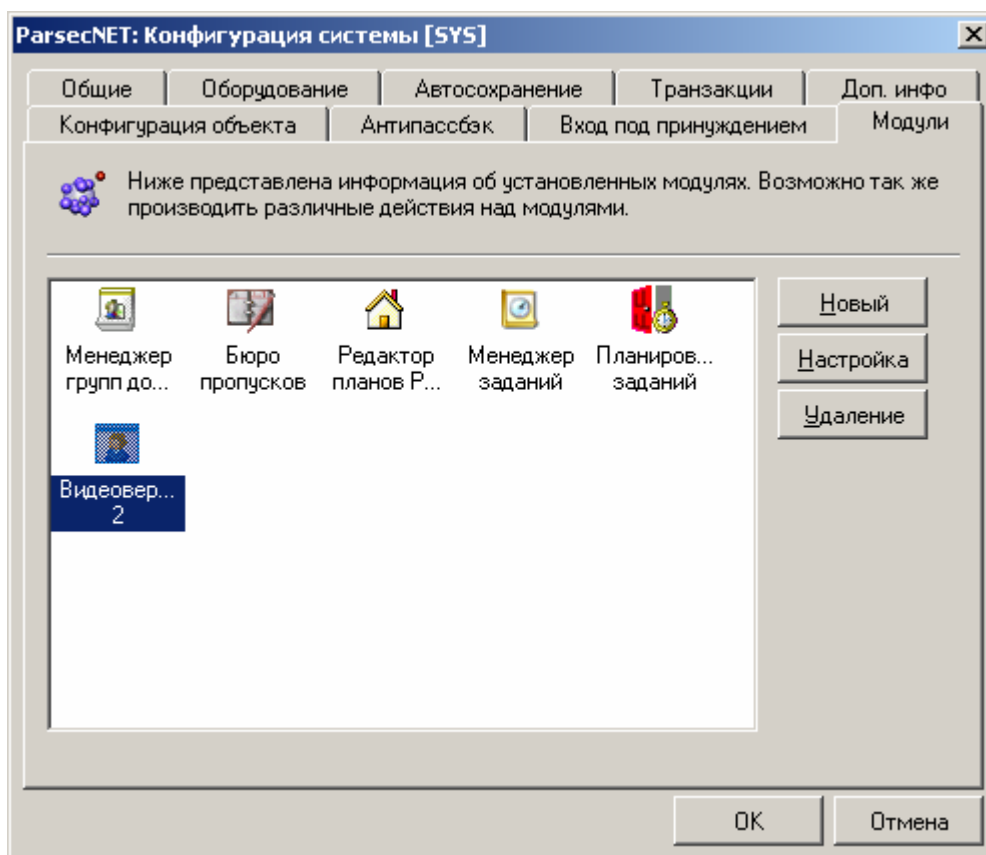 ParsecNET: Конфигурация системы [SYS]
Общие
Оборудование
Автосохранение
Транзакции
Доп. инфо
Конфигурация объекта
Антипассбэк
Вход под принуждением
Модули
Ниже представлена информация об установленных модулях. Возможно так же
производить различные действия над модулями.
Менеджер
групп до...
Бюро
пропусков
Редактор
планов P...
Менеджер
заданий
Планиров...
заданий
Видеовер...
2
Новый
Настройка
Удаление
OK
Отмена